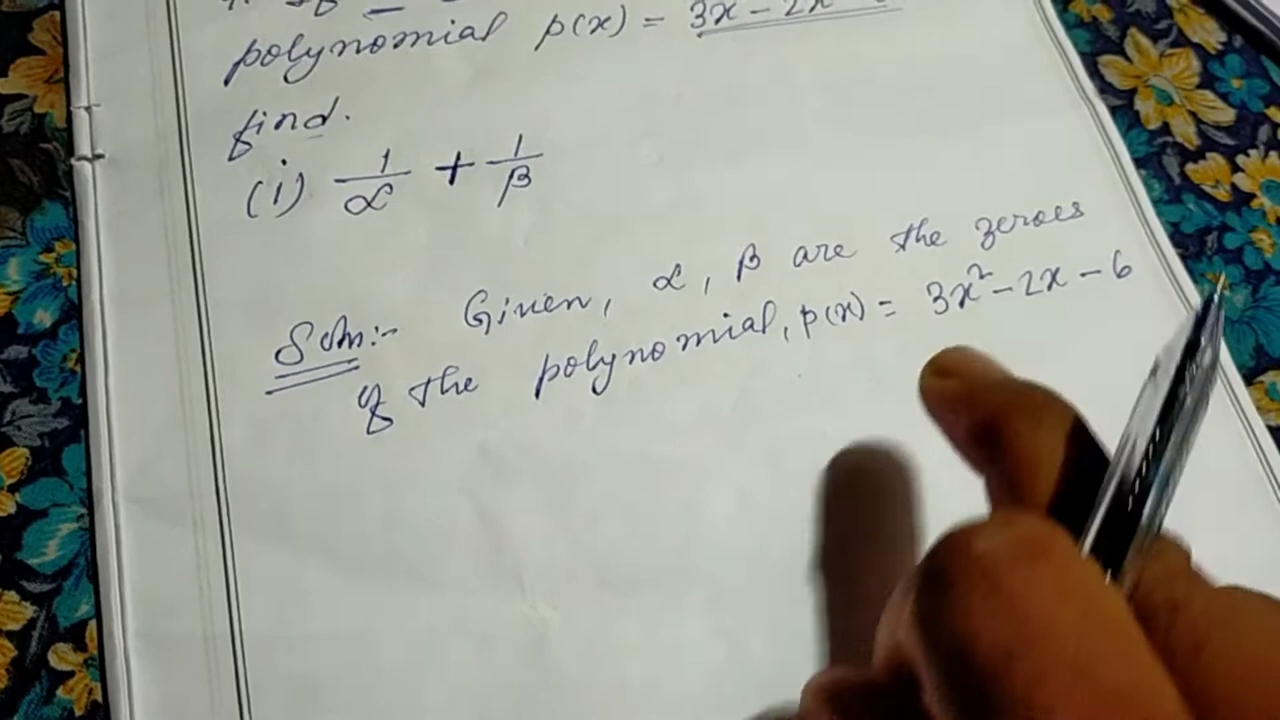 polynomial p(x) = 3x - 2x
find.
(i) 1/α + 1/β
Soln:- Given, α, β are the zeroes
of the polynomial, p(x) = 3x² - 2x - 6